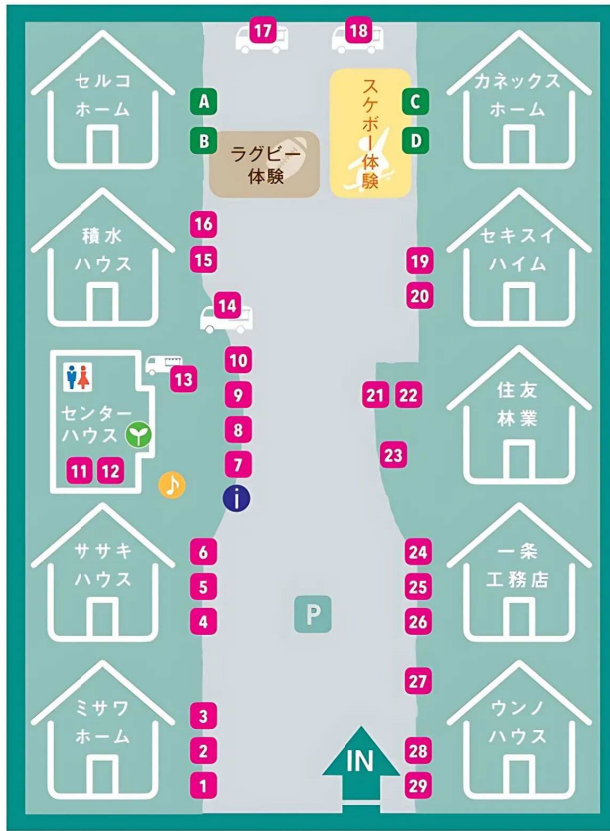 17
18
セルコ
ホーム
A
B
ラグビー
体験
スケボー体験
C
D
カネックス
ホーム
積水
ハウス
16
15
19
20
セキスイ
ハイム
14
13
10
9
8
7
センター
ハウス
11
12
♪
i
21
22
23
住友
林業
ササキ
ハウス
6
5
4
P
24
25
26
一条
工務店
27
ミサワ
ホーム
3
2
1
IN
28
29
ウンノ
ハウス